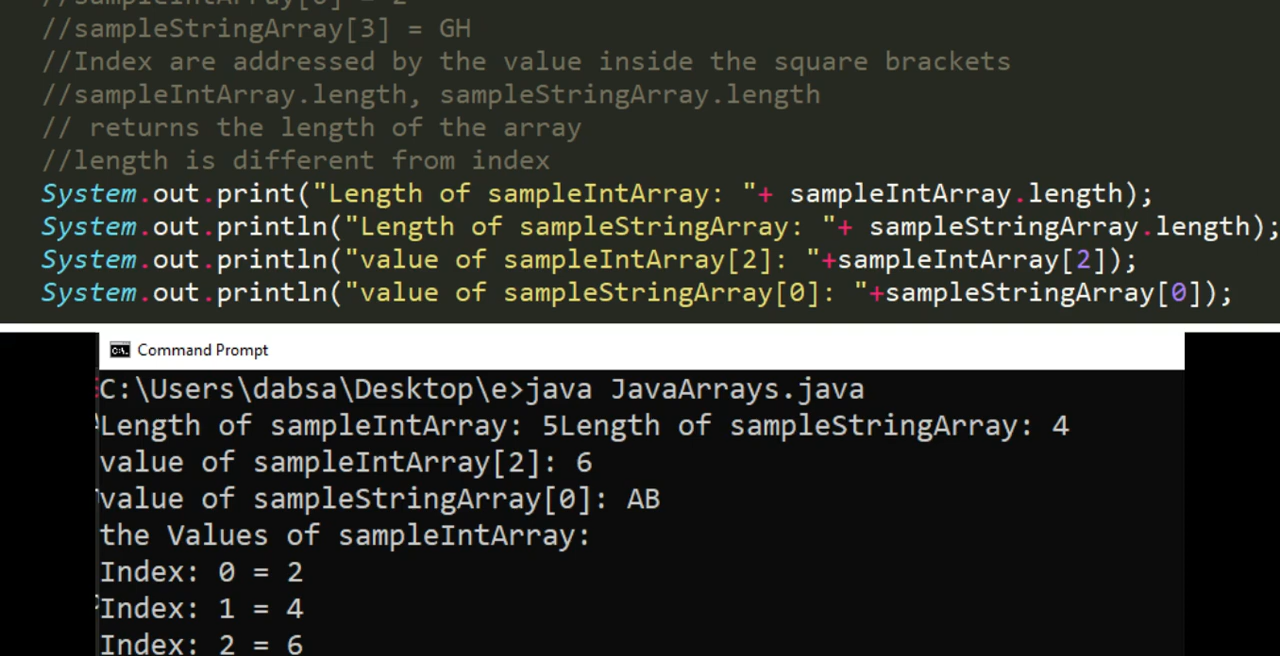 //sampleIntArray[0] = 2
//sampleStringArray[3] = GH
//Index are addressed by the value inside the square brackets
//sampleIntArray.length, sampleStringArray.length
// returns the length of the array
//length is different from index
System.out.print("Length of sampleIntArray: "+ sampleIntArray.length);
System.out.println("Length of sampleStringArray: "+ sampleStringArray.length);
System.out.println("value of sampleIntArray[2]: "+sampleIntArray[2]);
System.out.println("value of sampleStringArray[0]: "+sampleStringArray[0]);
C:\. Command Prompt
C:\Users\dabsa\Desktop\e>java JavaArrays.java
Length of sampleIntArray: 5Length of sampleStringArray: 4
value of sampleIntArray[2]: 6
value of sampleStringArray[0]: AB
the Values of sampleIntArray:
Index: 0 = 2
Index: 1 = 4
Index: 2 = 6